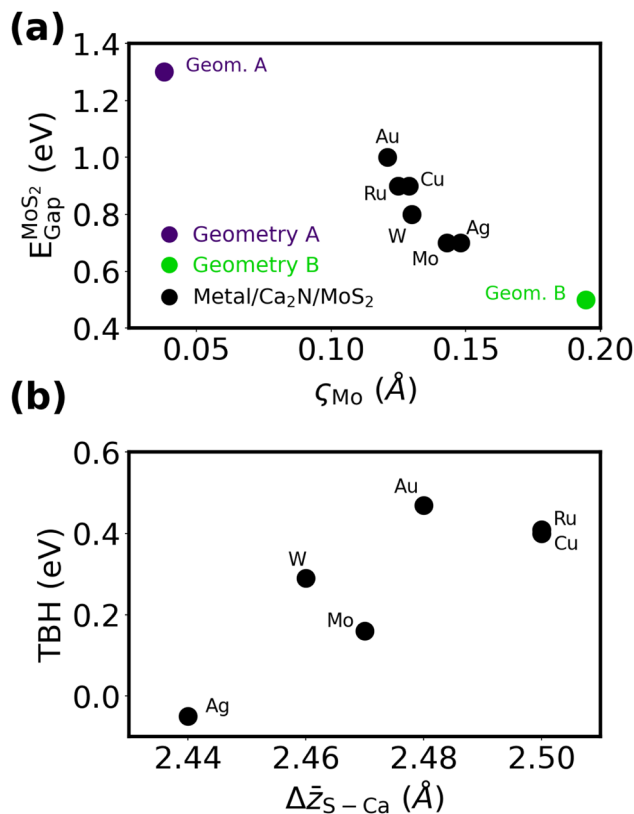 (a)
1.4
1.2
1.0
0.8
0.6
0.4
E_Gap^MoS₂ (eV)
Geom. A
Au
Ru
Cu
W
Ag
Mo
Geom. B
Geometry A
Geometry B
Metal/Ca₂N/MoS₂
0.05 0.10 0.15 0.20
ςMo (Å)
(b)
0.6
0.4
0.2
0.0
TBH (eV)
Au
Ru
Cu
W
Mo
Ag
2.44 2.46 2.48 2.50
Δz̄S − Ca (Å)